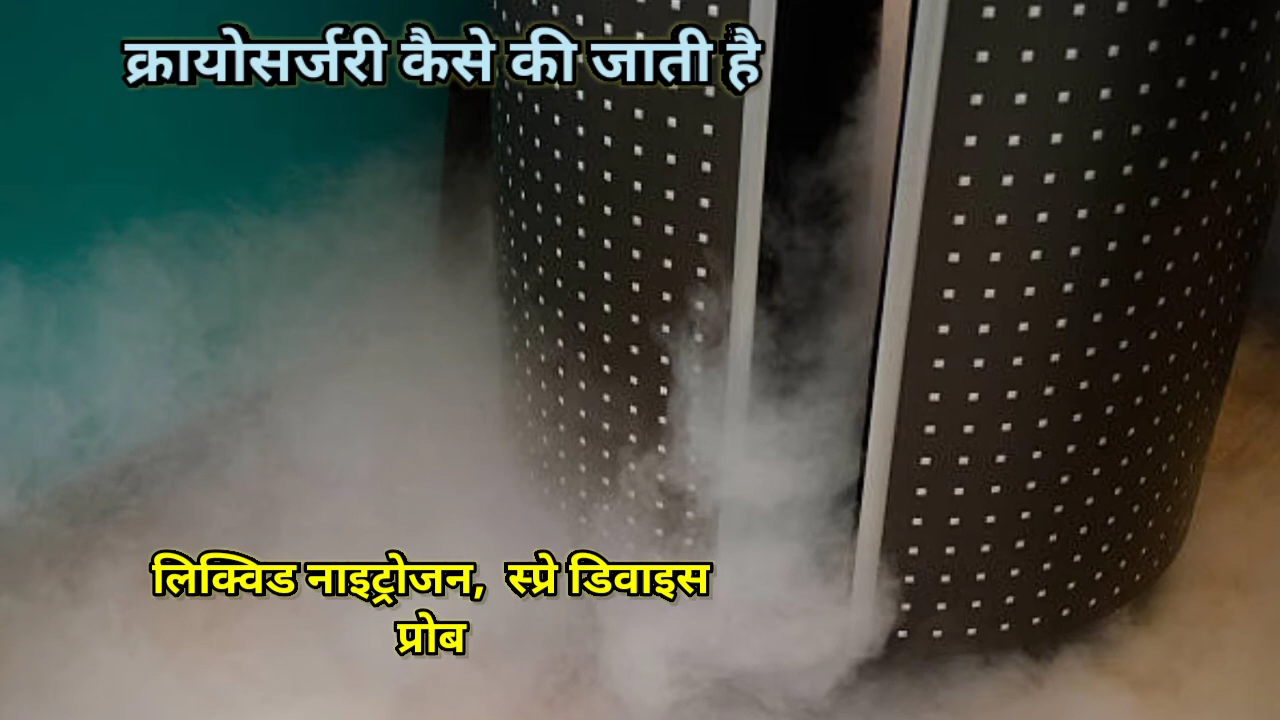 क्रायोसर्जरी कैसे की जाती है
लिक्विड नाइट्रोजन, स्प्रे डिवाइस
प्रोब